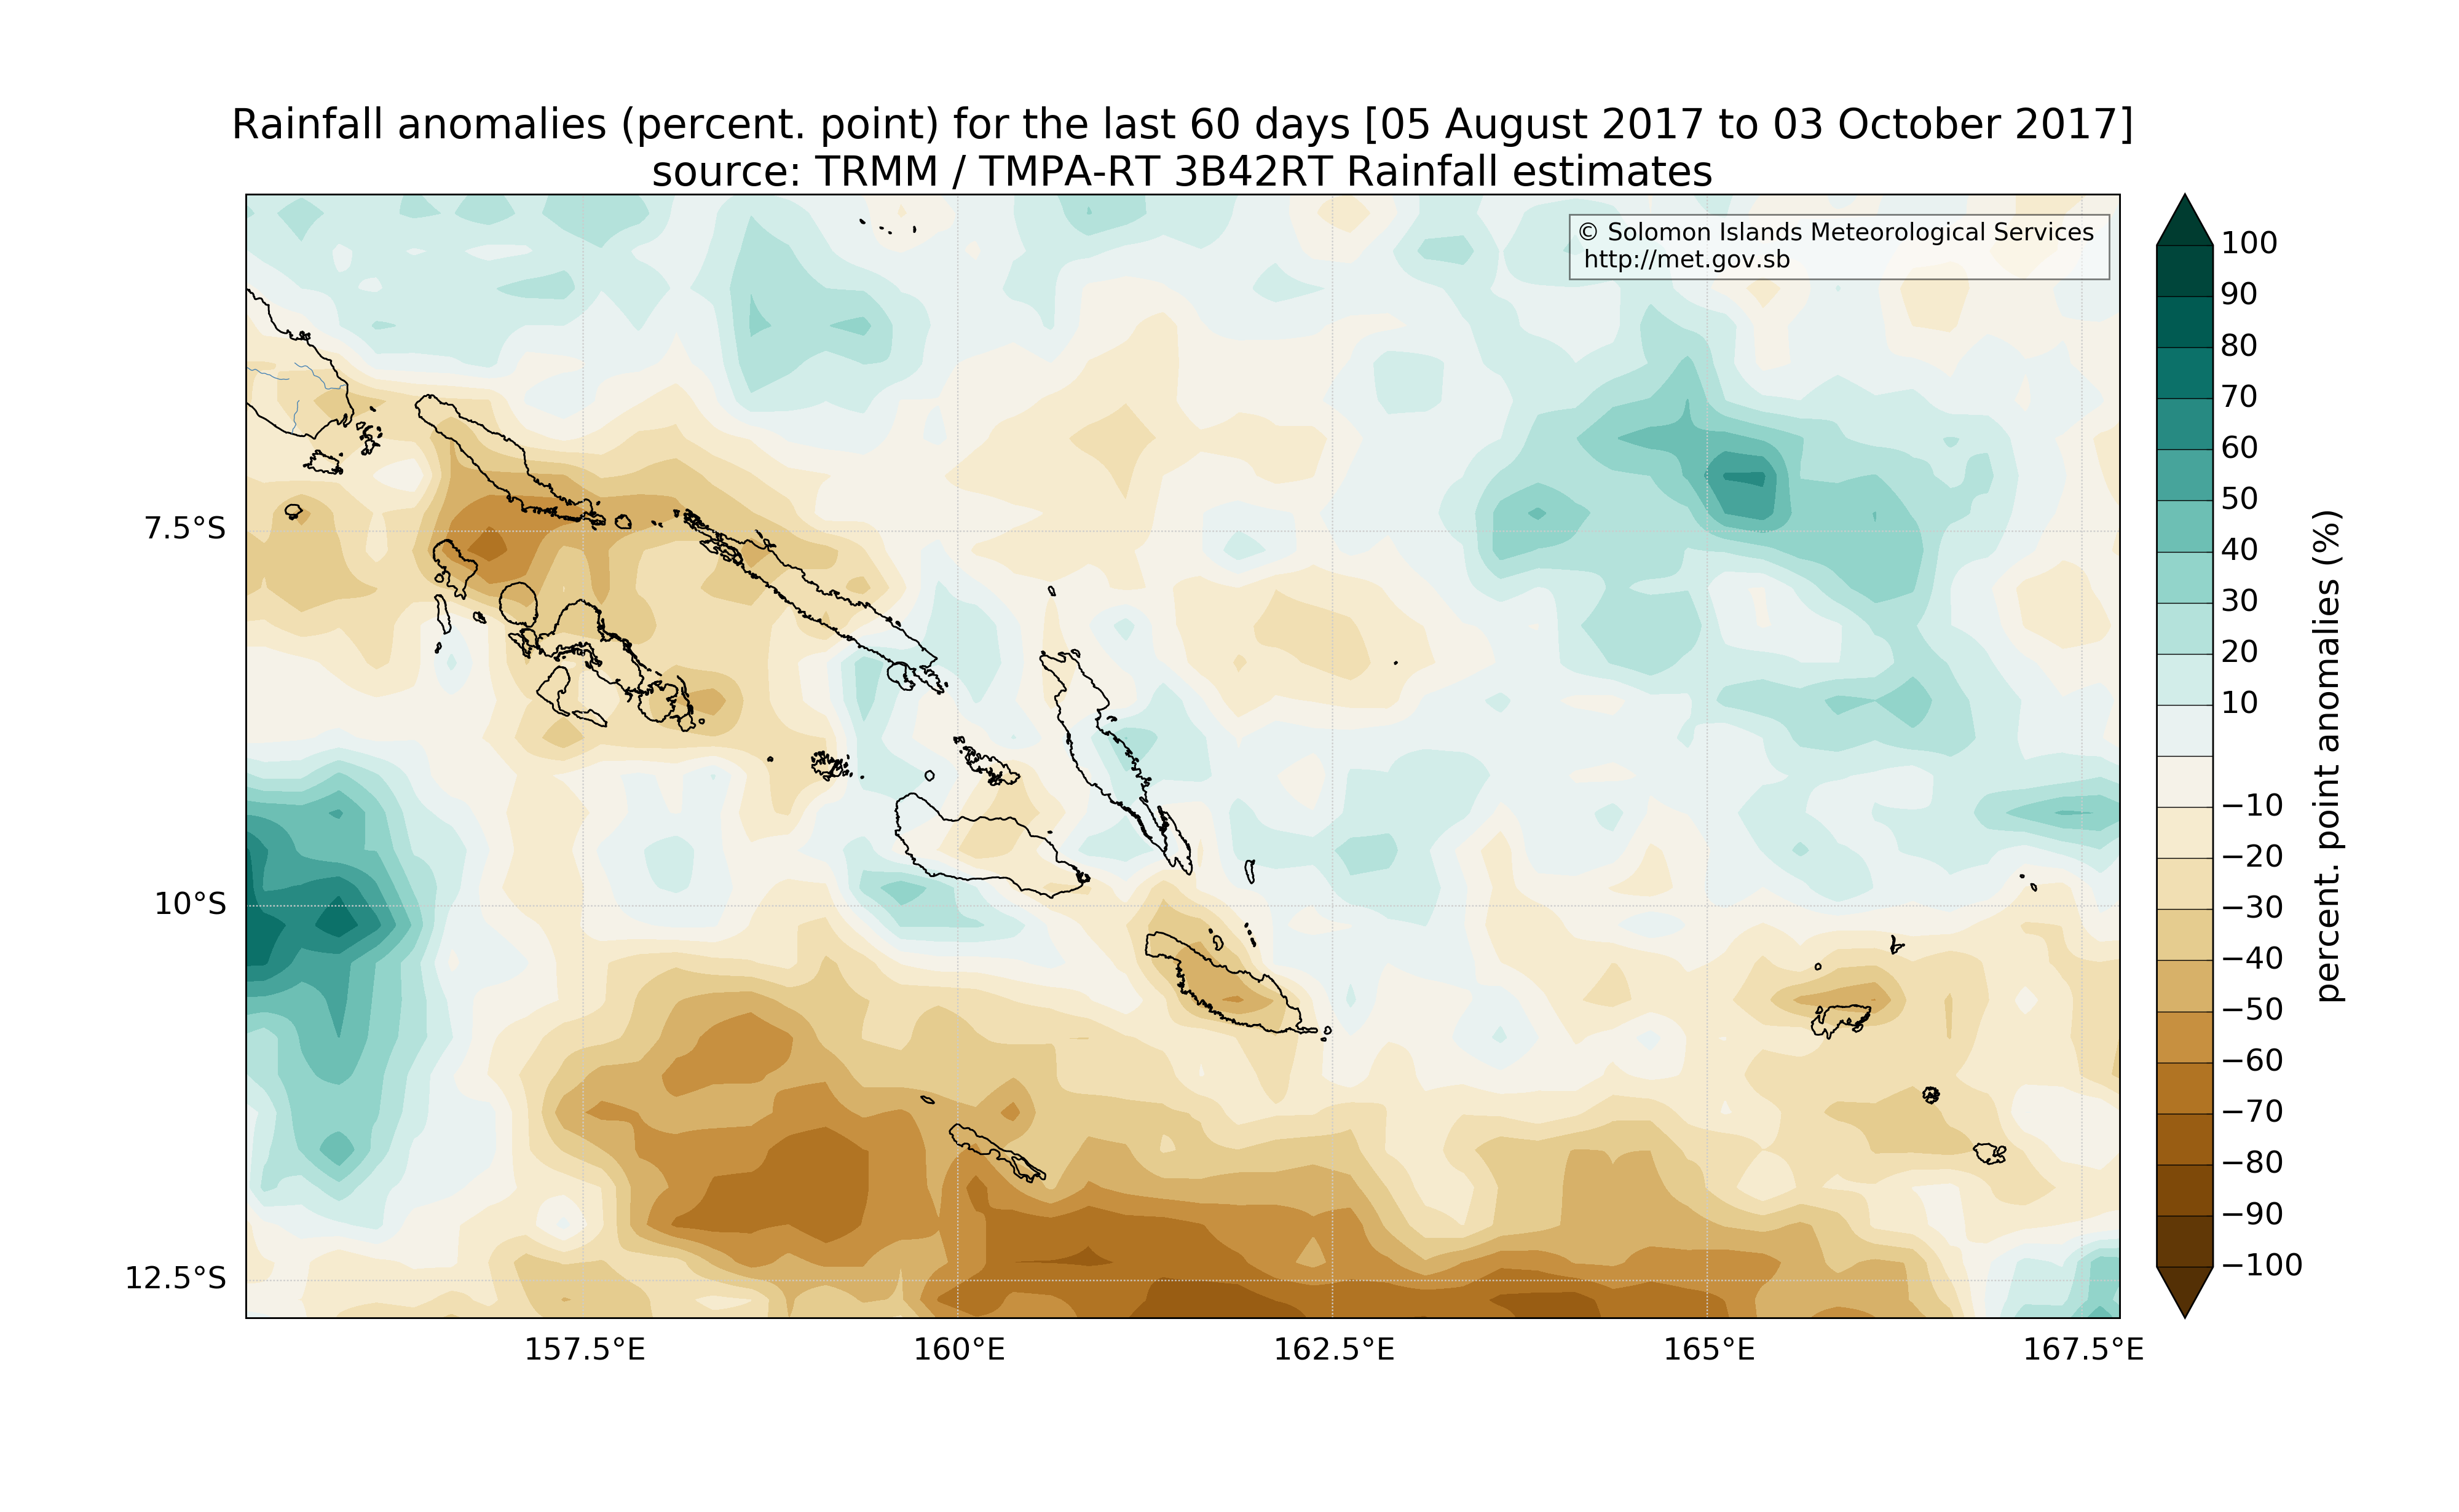 Rainfall anomalies (percent. point) for the last 60 days [05 August 2017 to 03 October 2017]
source: TRMM / TMPA-RT 3B42RT Rainfall estimates
© Solomon Islands Meteorological Services
http://met.gov.sb
7.5°S
10°S
12.5°S
157.5°E
160°E
162.5°E
165°E
167.5°E
100
90
80
70
60
50
40
30
20
10
−10
−20
−30
−40
−50
−60
−70
−80
−90
−100
percent. point anomalies (%)